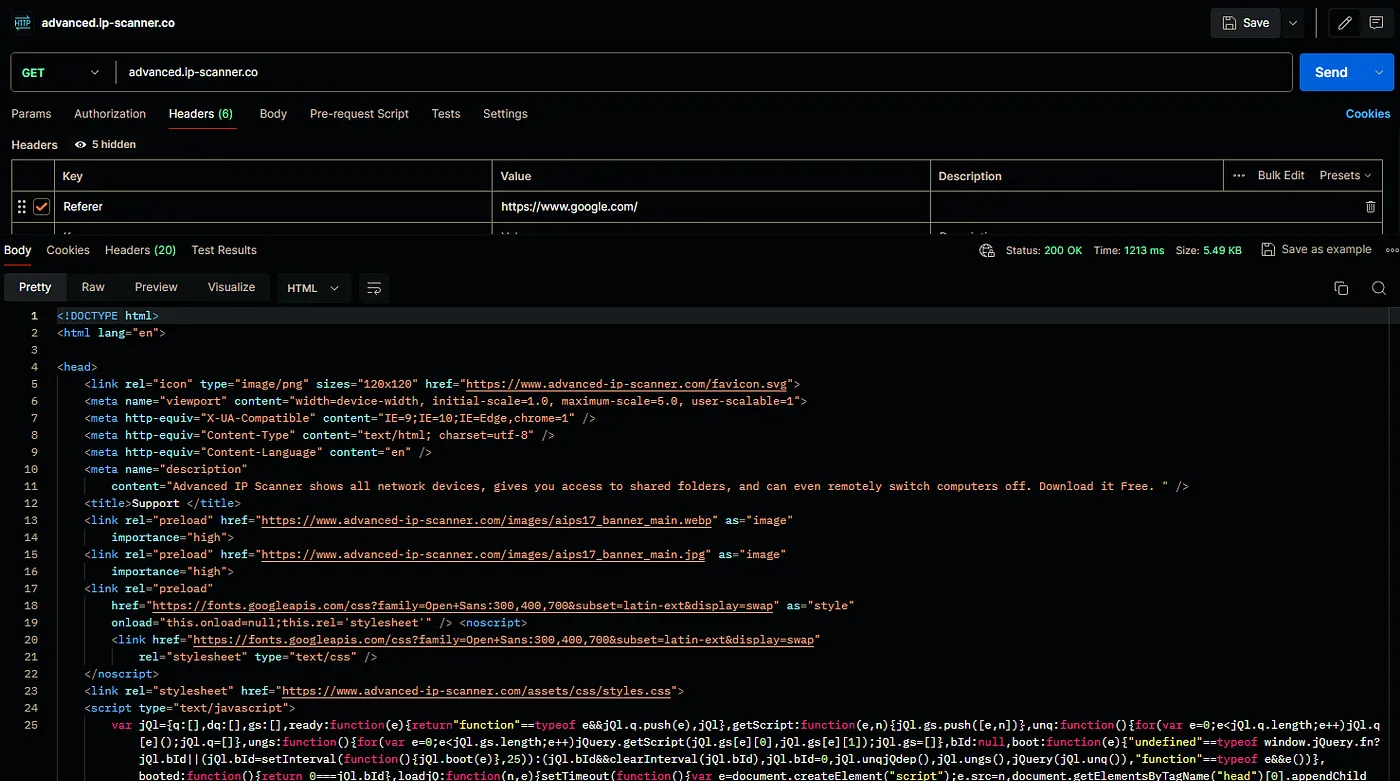 HTTP advanced.ip-scanner.co Save
GET advanced.ip-scanner.co Send
Params Authorization Headers (6) Body Pre-request Script Tests Settings Cookies
Headers 5 hidden
Key Value Description Bulk Edit Presets
Referer https://www.google.com/
Body Cookies Headers (20) Test Results Status: 200 OK Time: 1213 ms Size: 5.49 KB Save as example
Pretty Raw Preview Visualize HTML
1 <!DOCTYPE html>
2 <html lang="en">
3
4 <head>
5 <link rel="icon" type="image/png" sizes="120x120" href="https://www.advanced-ip-scanner.com/favicon.svg">
6 <meta name="viewport" content="width=device-width, initial-scale=1.0, maximum-scale=5.0, user-scalable=1">
7 <meta http-equiv="X-UA-Compatible" content="IE=9;IE=10;IE=Edge,chrome=1" />
8 <meta http-equiv="Content-Type" content="text/html; charset=utf-8" />
9 <meta http-equiv="Content-Language" content="en" />
10 <meta name="description"
11 content="Advanced IP Scanner shows all network devices, gives you access to shared folders, and can even remotely switch computers off. Download it Free. " />
12 <title>Support </title>
13 <link rel="preload" href="https://www.advanced-ip-scanner.com/images/aips17_banner_main.webp" as="image"
14 importance="high">
15 <link rel="preload" href="https://www.advanced-ip-scanner.com/images/aips17_banner_main.jpg" as="image"
16 importance="high">
17 <link rel="preload"
18 href="https://fonts.googleapis.com/css?family=Open+Sans:300,400,700&subset=latin-ext&display=swap" as="style"
19 onload="this.onload=null;this.rel='stylesheet'" /> <noscript>
20 <link href="https://fonts.googleapis.com/css?family=Open+Sans:300,400,700&subset=latin-ext&display=swap"
21 rel="stylesheet" type="text/css" />
22 </noscript>
23 <link rel="stylesheet" href="https://www.advanced-ip-scanner.com/assets/css/styles.css">
24 <script type="text/javascript">
25 var jQl={q:[],dq:[],gs:[],ready:function(e){return"function"==typeof e&&jQl.q.push(e),jQl},getScript:function(e,n){jQl.gs.push([e,n])},unq:function(){for(var e=0;e<jQl.q.length;e++)jQl.q
[e]();jQl.q=[]},ungs:function(){for(var e=0;e<jQl.gs.length;e++)jQuery.getScript(jQl.gs[e][0],jQl.gs[e][1]);jQl.gs=[]},bId:null,boot:function(e){"undefined"==typeof window.jQuery.fn?
jQl.bId||(jQl.bId=setInterval(function(){jQl.boot(e)},25)):(jQl.bId&&clearInterval(jQl.bId),jQl.bId=0,jQl.unqjQdep(),jQl.ungs(),jQuery(jQl.unq()),"function"==typeof e&&e())},
booted:function(){return 0===jQl.bId},loadjQ:function(n,e){setTimeout(function(){var e=document.createElement("script");e.src=n,document.getElementsByTagName("head")[0].appendChild